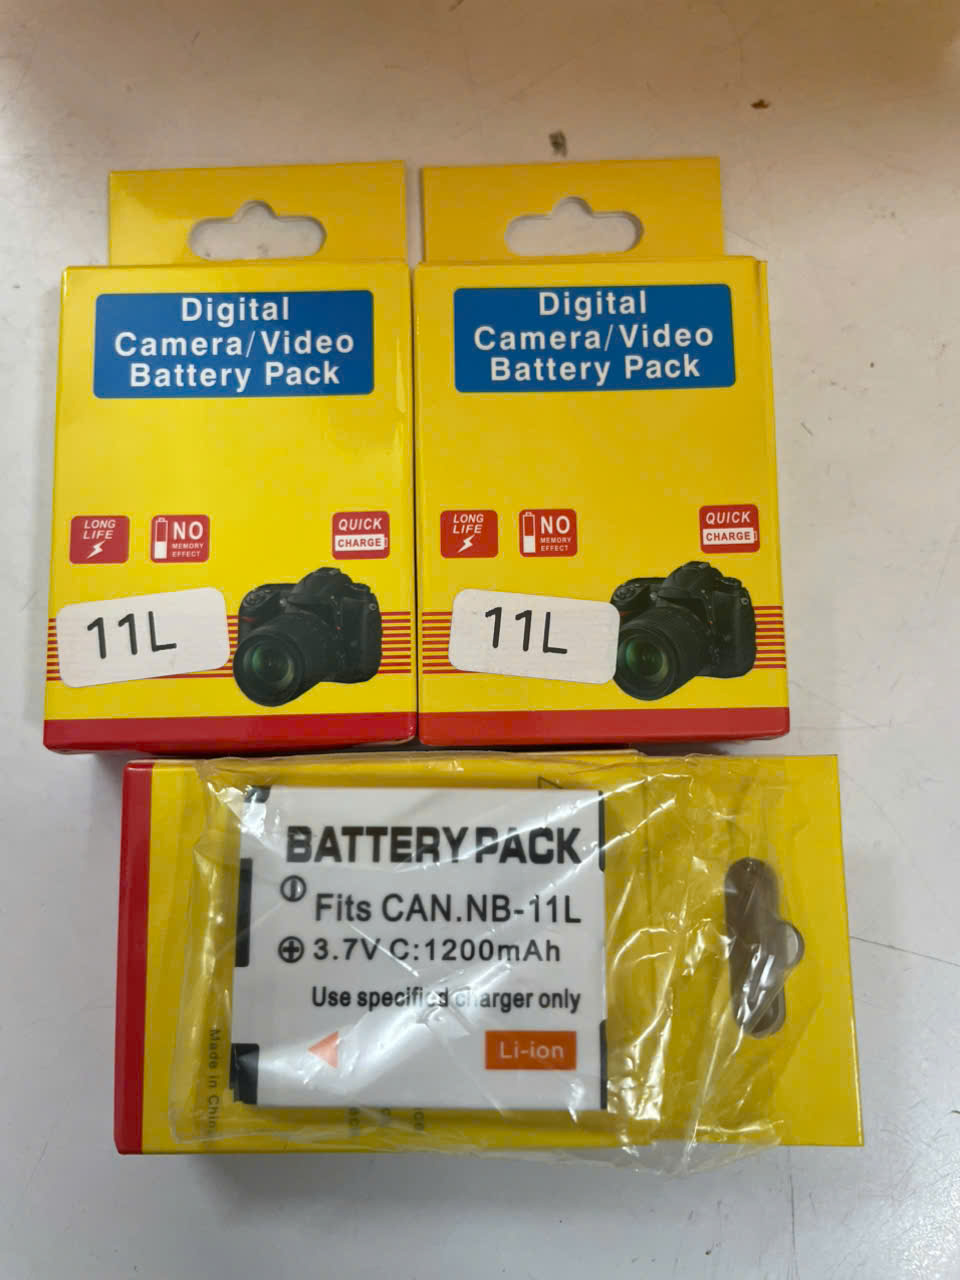 Digital
Camera/Video
Battery Pack
LONG
LIFE
NO
MEMORY
EFFECT
QUICK
CHARGE
11L
Digital
Camera/Video
Battery Pack
LONG
LIFE
NO
MEMORY
EFFECT
QUICK
CHARGE
11L
BATTERY PACK
Fits CAN.NB-11L
3.7V C:1200mAh
Use specified charger only
Li-ion
Made in China